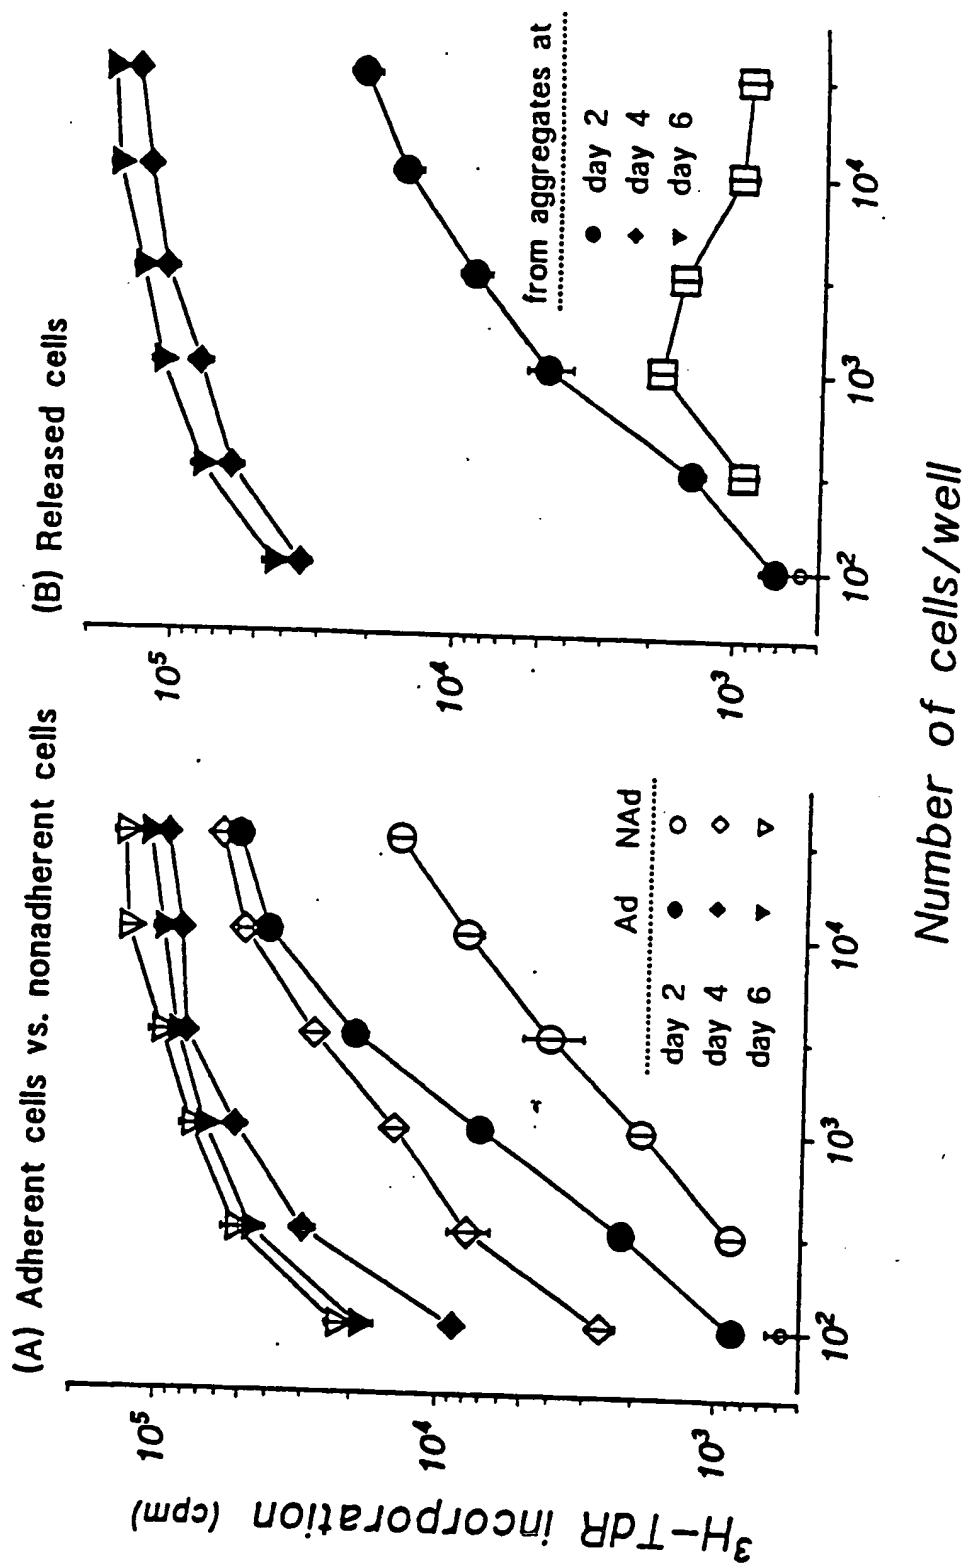 (A) Adherent cells vs. nonadherent cells
³H-TdR incorporation (cpm)
10⁵
10⁴
10³
10²
10³
10⁴
Ad NAd
day 2
day 4
day 6
(B) Released cells
10⁵
10⁴
10³
10²
10³
10⁴
from aggregates at
day 2
day 4
day 6
Number of cells/well